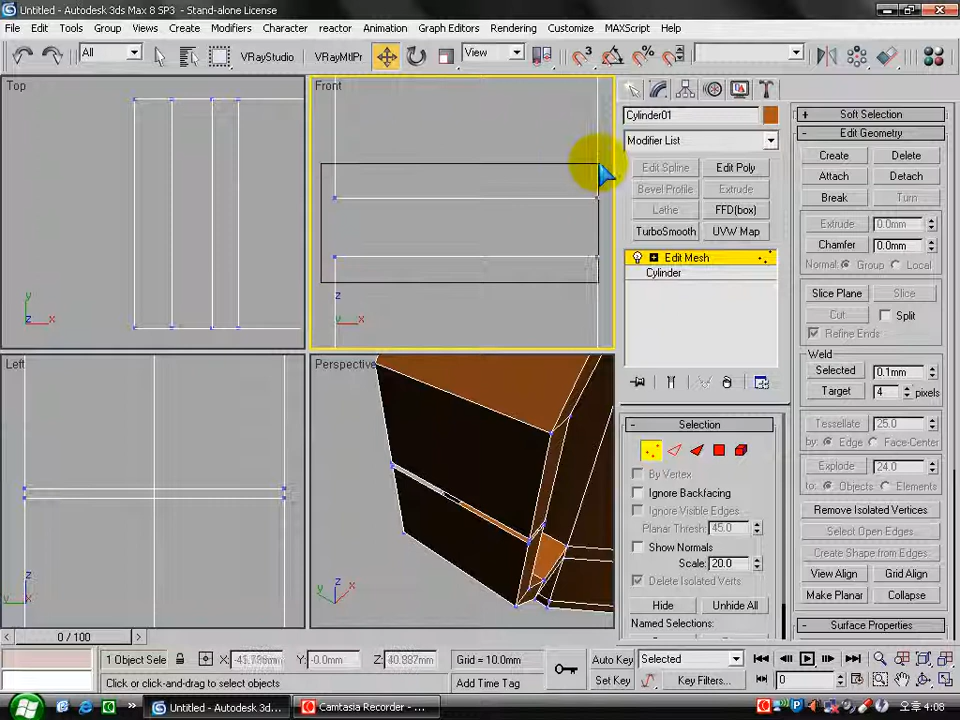 Untitled - Autodesk 3ds Max 8 SP3 - Stand-alone License
File Edit Tools Group Views Create Modifiers Character reactor Animation Graph Editors Rendering Customize MAXScript Help
All VRayStudio VRayMtlPr View 3 %
Top
Front
Left
Perspective
y
x
z
x
z
y
z
y
x
Cylinder01
Modifier List
Edit Spline Edit Poly
Bevel Profile Extrude
Lathe FFD(box)
TurboSmooth UVW Map
Edit Mesh
Cylinder
- Selection
By Vertex
Ignore Backfacing
Ignore Visible Edges
Planar Thresh: 45.0
Show Normals
Scale: 20.0
Delete Isolated Verts
Hide Unhide All
Named Selections:
+ Soft Selection
- Edit Geometry
Create Delete
Attach Detach
Break Turn
Extrude 0.0mm
Chamfer 0.0mm
Normal: Group Local
Slice Plane Slice
Cut Split
Refine Ends
Weld
Selected 0.1mm
Target 4 pixels
Tessellate 25.0
by: Edge Face-Center
Explode 24.0
to: Objects Elements
Remove Isolated Vertices
Select Open Edges
Create Shape from Edges
View Align Grid Align
Make Planar Collapse
- Surface Properties
< 0 / 100 >
1 Object Sele X: Y: -0.0mm Z: Grid = 10.0mm
Auto Key Selected
Click or click-and-drag to select objects Add Time Tag
Set Key Key Filters... 0
Untitled - Autodesk 3ds... Camtasia Recorder - ... 오후 4:08